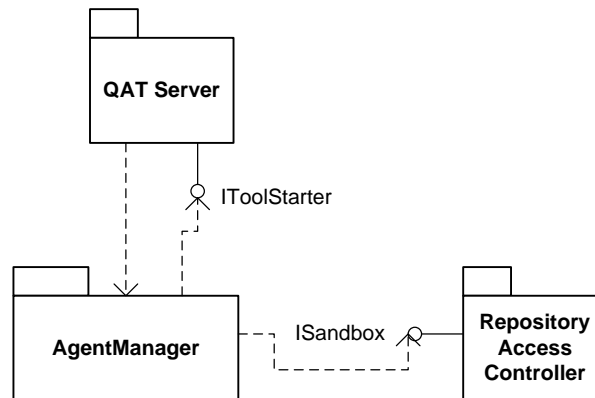 QAT Server
IToolStarter
AgentManager
ISandbox
Repository
Access
Controller